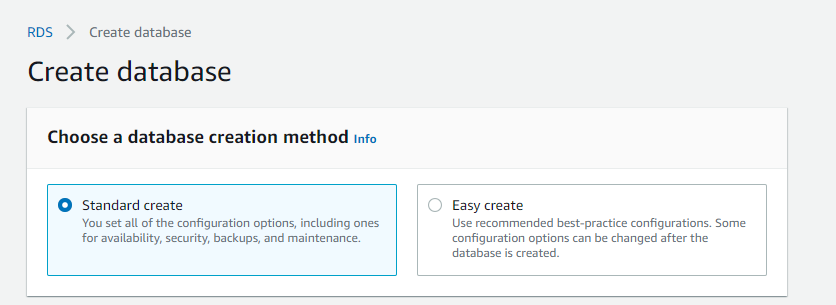 RDS > Create database
Create database
Choose a database creation method Info
Standard create
You set all of the configuration options, including ones
for availability, security, backups, and maintenance.
Easy create
Use recommended best-practice configurations. Some
configuration options can be changed after the
database is created.